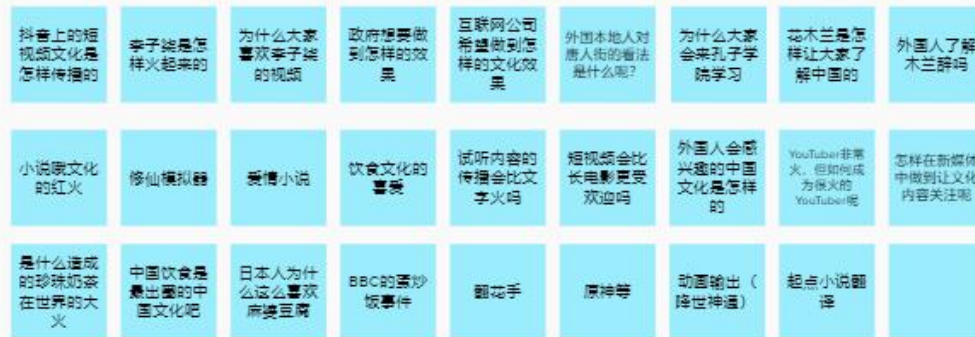 抖音上的短
视频文化是
怎样传播的
李子柒是怎
样火起来的
为什么大家
喜欢李子柒
的视频
政府想要做
到怎样的效
果
互联网公司
希望做到怎
样的文化效
果
外国本地人对
唐人街的看法
是什么呢？
为什么大家
会来孔子学
院学习
花木兰是怎
样让大家了
解中国的
外国人了解
木兰辞吗
小说哦文化
的红火
修仙模拟器
爱情小说
饮食文化的
喜爱
试听内容的
传播会比文
字火吗
短视频会比
长电影更受
欢迎吗
外国人会感
兴趣的中国
文化是怎样
的
YouTuber非常
火，但如何成
为很火的
YouTuber呢
怎样在新媒体
中做到让文化
内容关注呢
是什么造成
的珍珠奶茶
在世界的大
火
中国饮食是
最出圈的中
国文化吧
日本人为什
么这么喜欢
麻婆豆腐
BBC的蛋炒
饭事件
翻花手
原神等
动画输出（
降世神通）
起点小说翻
译